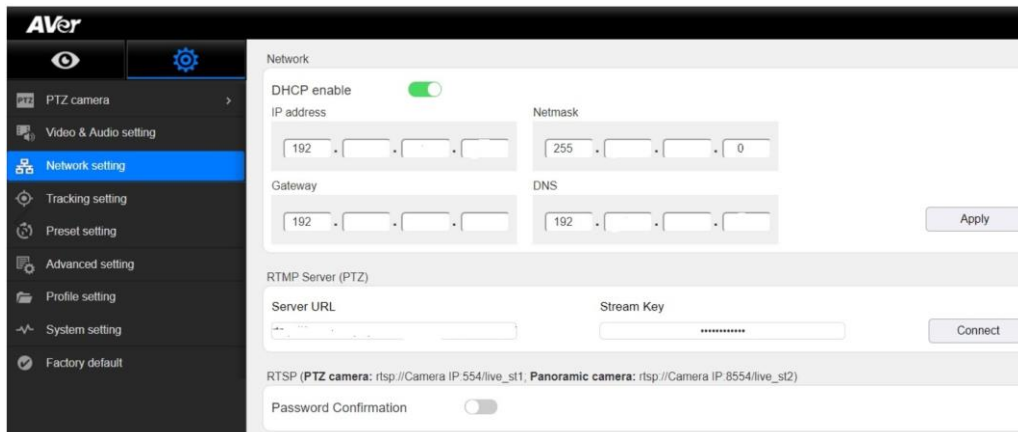 AVer
PTZ PTZ camera >
Video & Audio setting
Network setting
Tracking setting
Preset setting
Advanced setting
Profile setting
System setting
Factory default
Network
DHCP enable
IP address Netmask
192 . . . 255 . . . 0
Gateway DNS
192 . . . 192 . . .
Apply
RTMP Server (PTZ)
Server URL Stream Key
•••••••••••• Connect
RTSP (PTZ camera: rtsp://Camera IP:554/live_st1; Panoramic camera: rtsp://Camera IP:8554/live_st2)
Password Confirmation